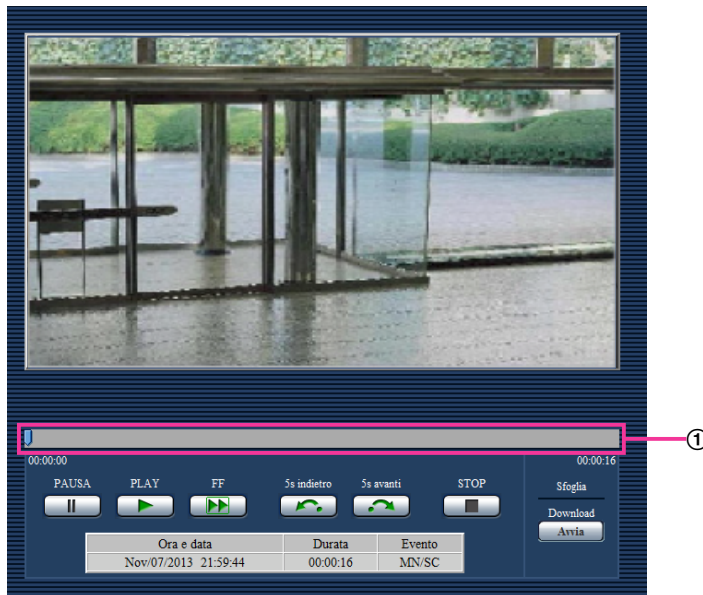 ①
00:00:00 00:00:16
PAUSA PLAY FF 5s indietro 5s avanti STOP Sfoglia
Download
Avvia
Ora e data Durata Evento
Nov/07/2013 21:59:44 00:00:16 MN/SC